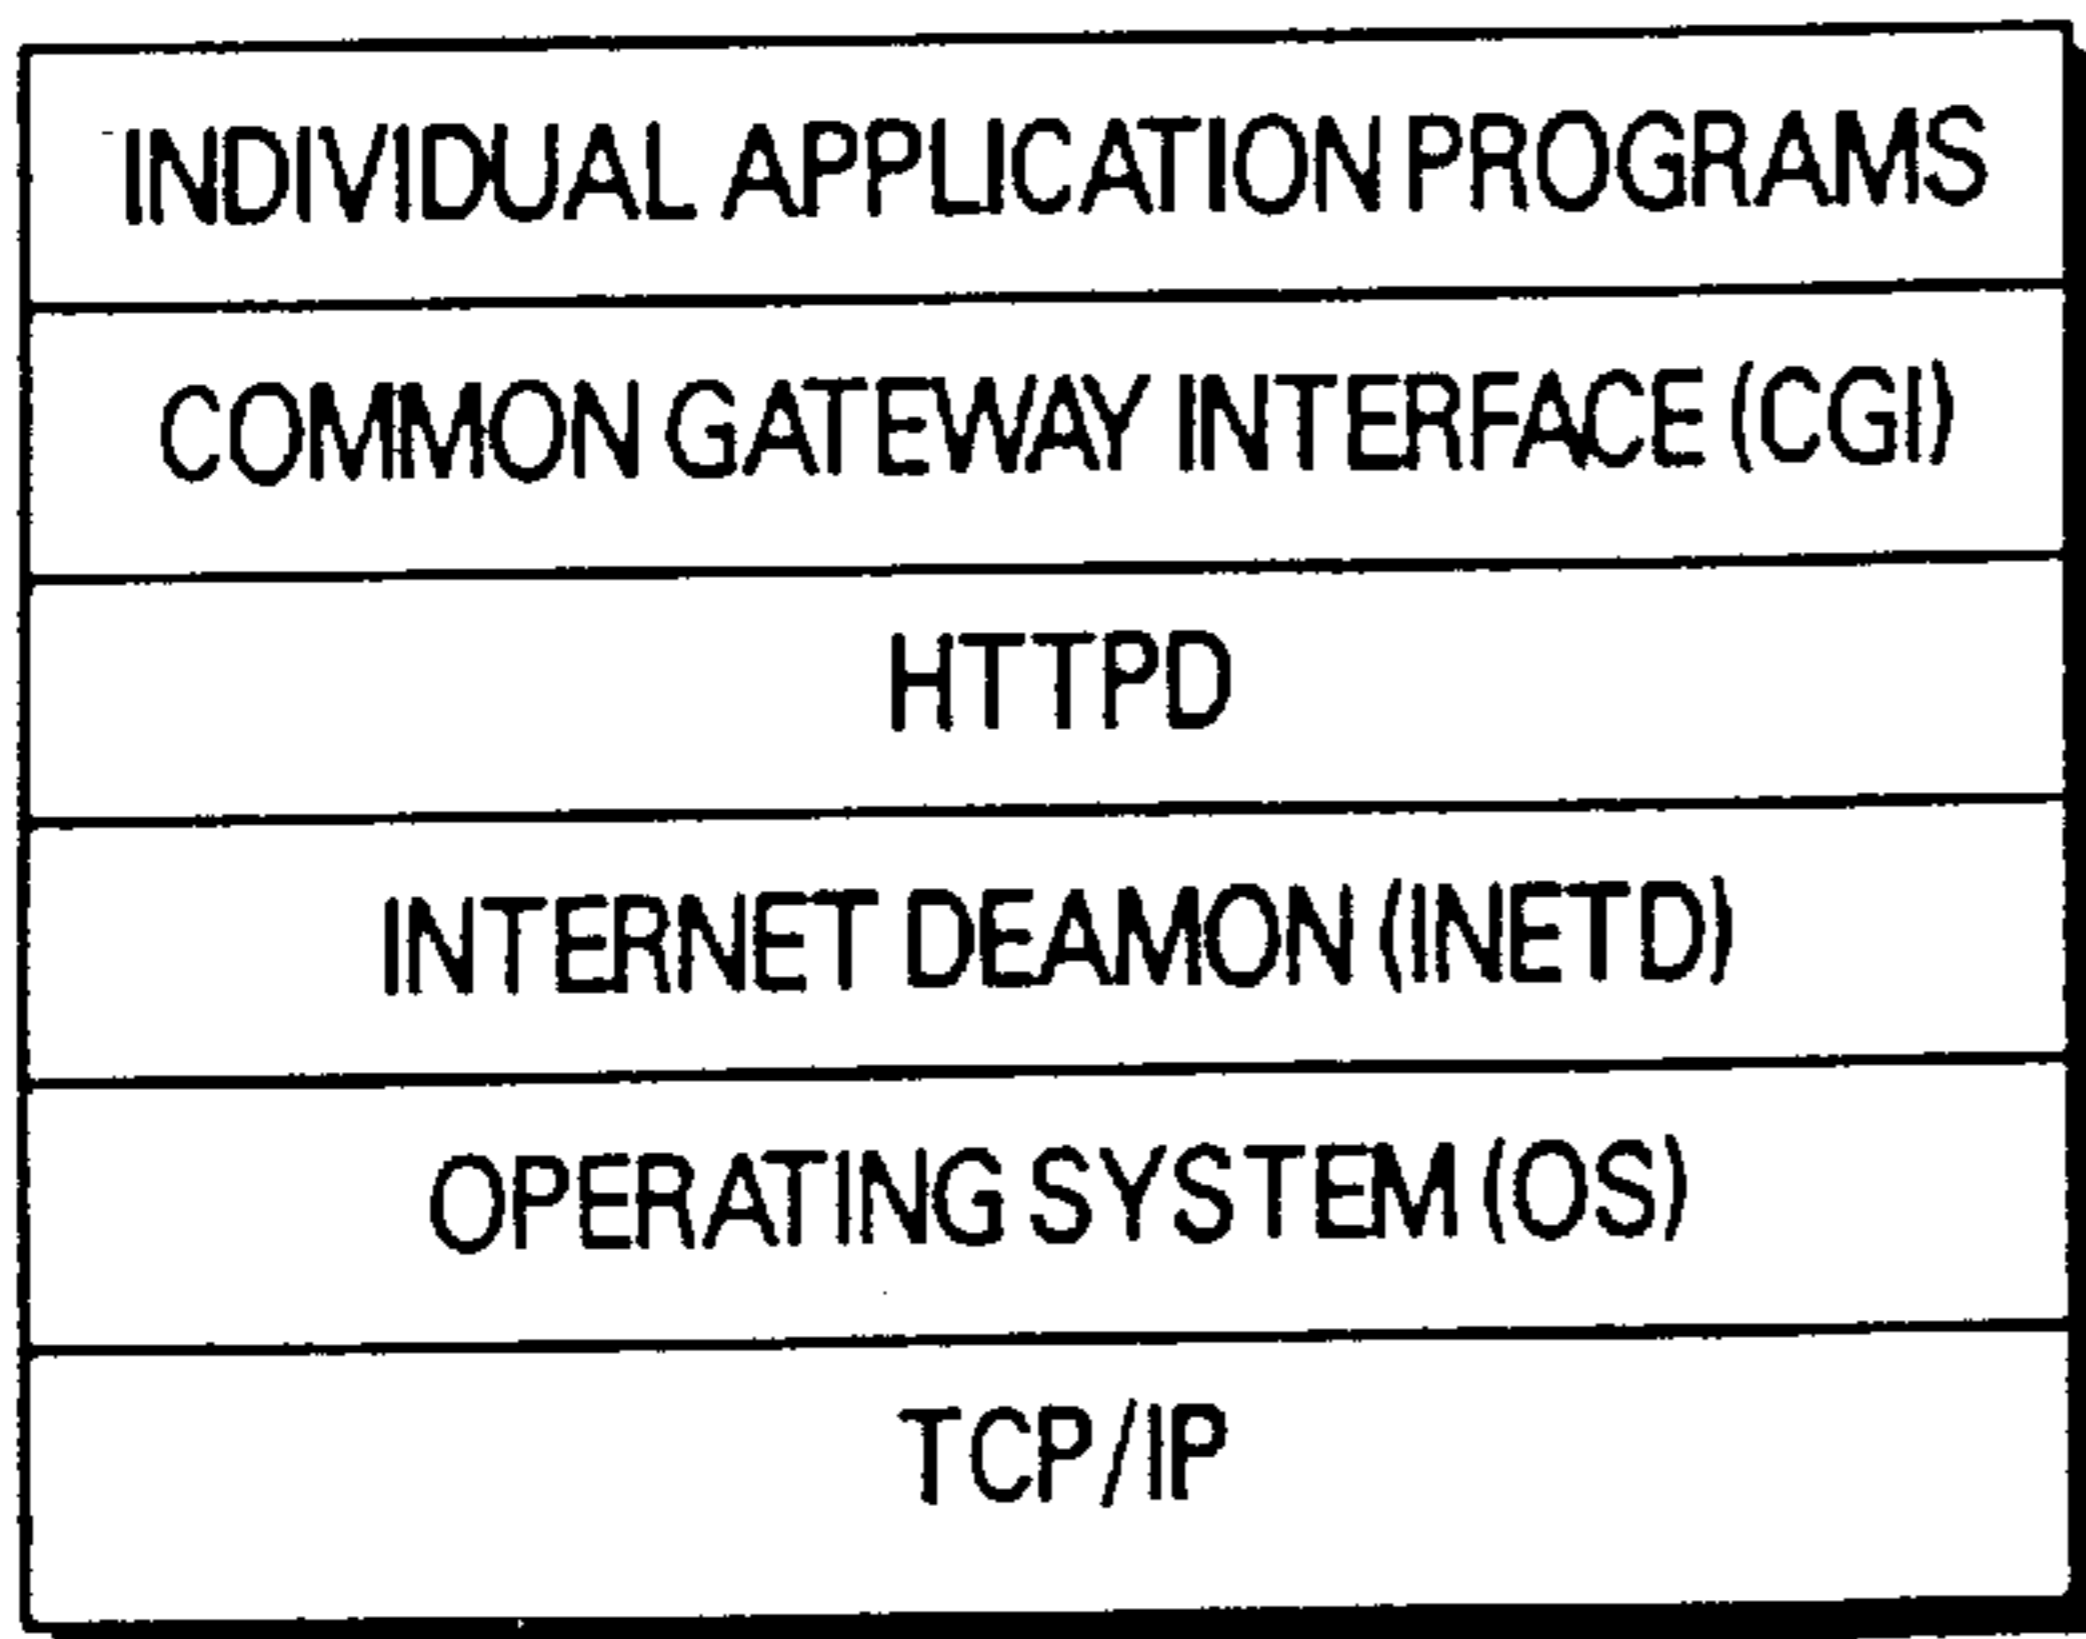 INDIVIDUAL APPLICATION PROGRAMS
COMMON GATEWAY INTERFACE (CGI)
HTTPD
INTERNET DEAMON (INETD)
OPERATING SYSTEM (OS)
TCP/IP